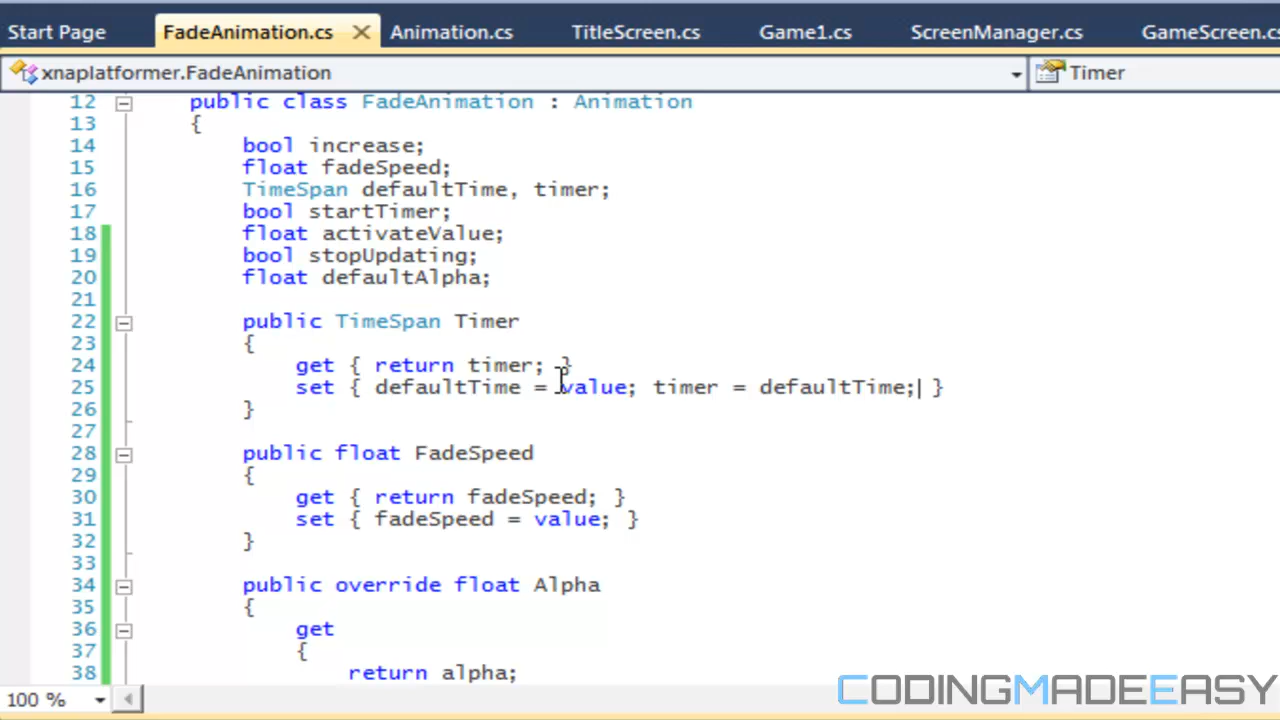 Start Page FadeAnimation.cs Animation.cs TitleScreen.cs Game1.cs ScreenManager.cs GameScreen.cs
xnaplatformer.FadeAnimation Timer
12 public class FadeAnimation : Animation
13 {
14 bool increase;
15 float fadeSpeed;
16 TimeSpan defaultTime, timer;
17 bool startTimer;
18 float activateValue;
19 bool stopUpdating;
20 float defaultAlpha;
21
22 public TimeSpan Timer
23 {
24 get { return timer; }
25 set { defaultTime = value; timer = defaultTime; }
26 }
27
28 public float FadeSpeed
29 {
30 get { return fadeSpeed; }
31 set { fadeSpeed = value; }
32 }
33
34 public override float Alpha
35 {
36 get
37 {
38 return alpha;
100 %
CODINGMADEEASY